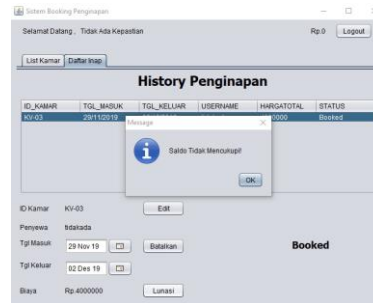 Sistem Booking Penginapan
Selamat Datang , Tidak Ada Kepastian Rp.0 Logout
List Kamar Daftar Inap
History Penginapan
ID_KAMAR TGL_MASUK TGL_KELUAR USERNAME HARGATOTAL STATUS
KV-03 29/11/2019 Booked
Message
Saldo Tidak Mencukupi!
OK
ID Kamar KV-03 Edit
Penyewa tidakada
Tgl Masuk 29 Nov 19 Batalkan Booked
Tgl Keluar 02 Des 19
Biaya Rp.4000000 Lunasi